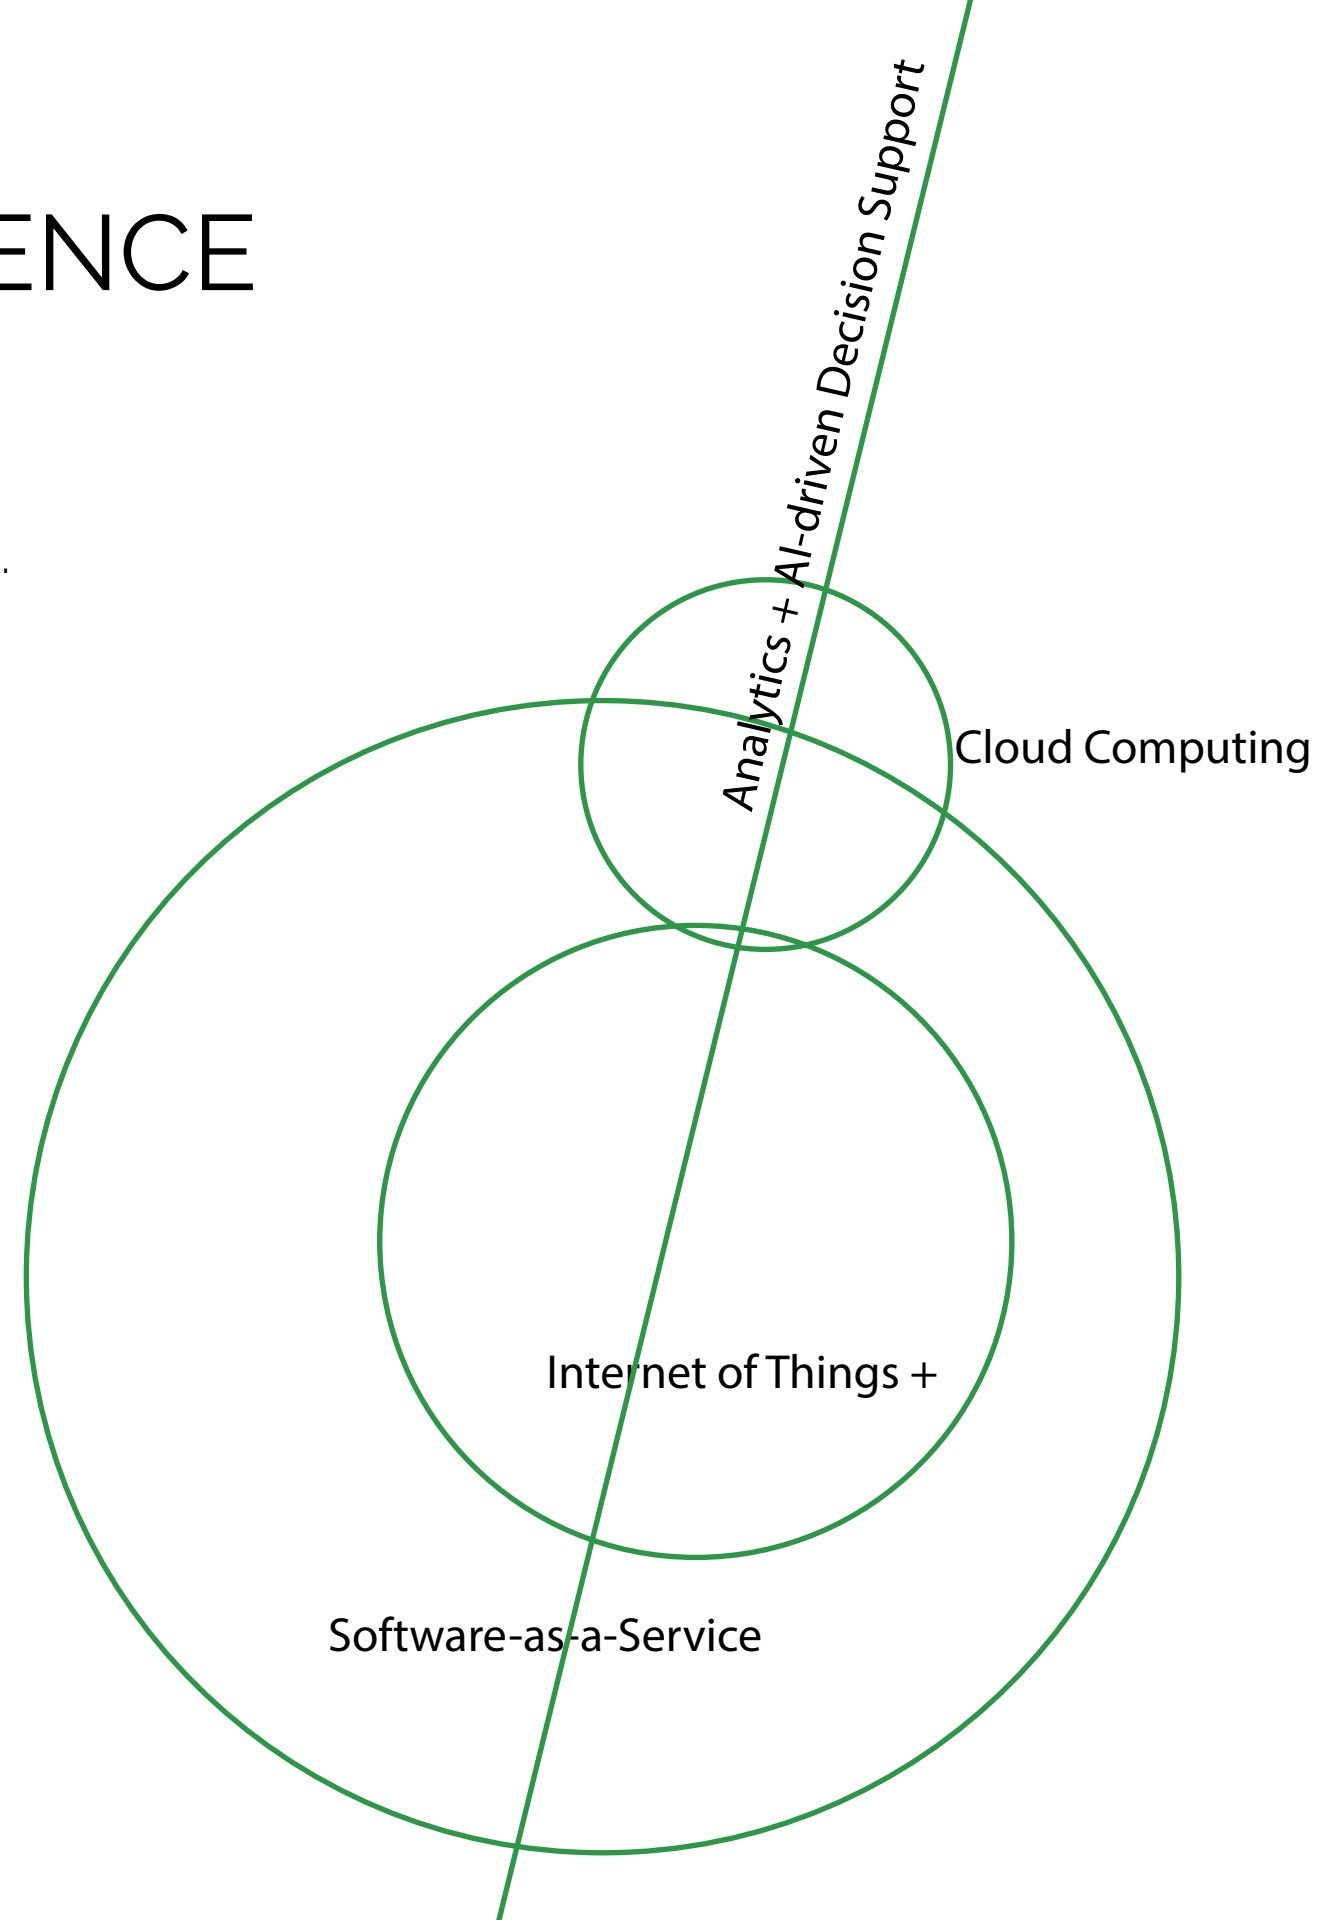 ENCE
.
Analytics + AI-driven Decision Support
Cloud Computing
Internet of Things +
Software-as-a-Service